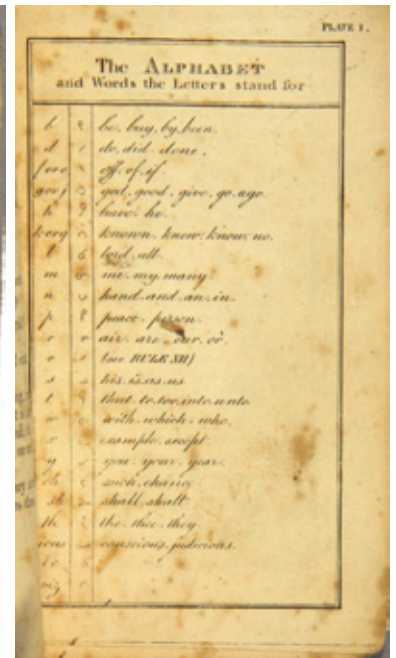 PLATE I.
The ALPHABET
and Words the Letters stand for
b be. buy. by. been.
d do. did. done.
f or v off. of. if.
g or j god. good. give. go. ago.
h have. he.
k or q known. knew. know. no.
l lord. all.
m me. my. many.
n hand. and. an. in.
p peace. person.
r air. are. our. or.
v (see RULE XII)
s his. is. as. us.
t that. to. too. into. unto.
w with. which. who.
x example. except.
y you. your. year.
ch such. chance.
sh shall. shalt.
th the. thee. they.
ious conscious. judicious.